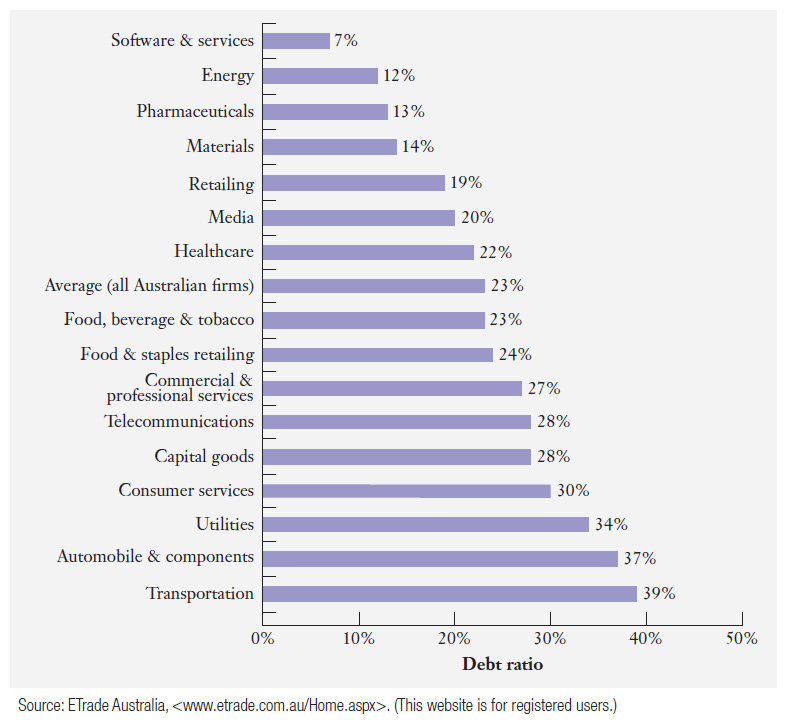 Software & services 7%
Energy 12%
Pharmaceuticals 13%
Materials 14%
Retailing 19%
Media 20%
Healthcare 22%
Average (all Australian firms) 23%
Food, beverage & tobacco 23%
Food & staples retailing 24%
Commercial &
professional services 27%
Telecommunications 28%
Capital goods 28%
Consumer services 30%
Utilities 34%
Automobile & components 37%
Transportation 39%
0% 10% 20% 30% 40% 50%
Debt ratio
Source: ETrade Australia, <www.etrade.com.au/Home.aspx>. (This website is for registered users.)